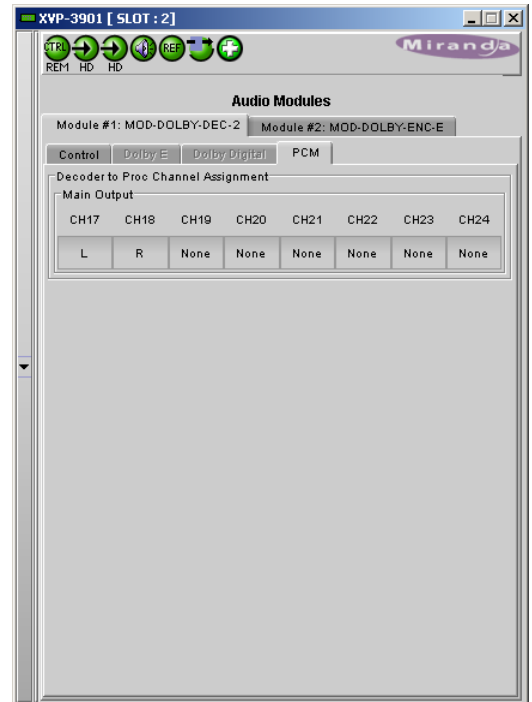 XVP-3901 [ SLOT : 2]
CTRL REF
REM HD HD
Miranda
Audio Modules
Module #1: MOD-DOLBY-DEC-2 Module #2: MOD-DOLBY-ENC-E
Control Dolby E Dolby Digital PCM
Decoder to Proc Channel Assignment
Main Output
CH17 CH18 CH19 CH20 CH21 CH22 CH23 CH24
L R None None None None None None